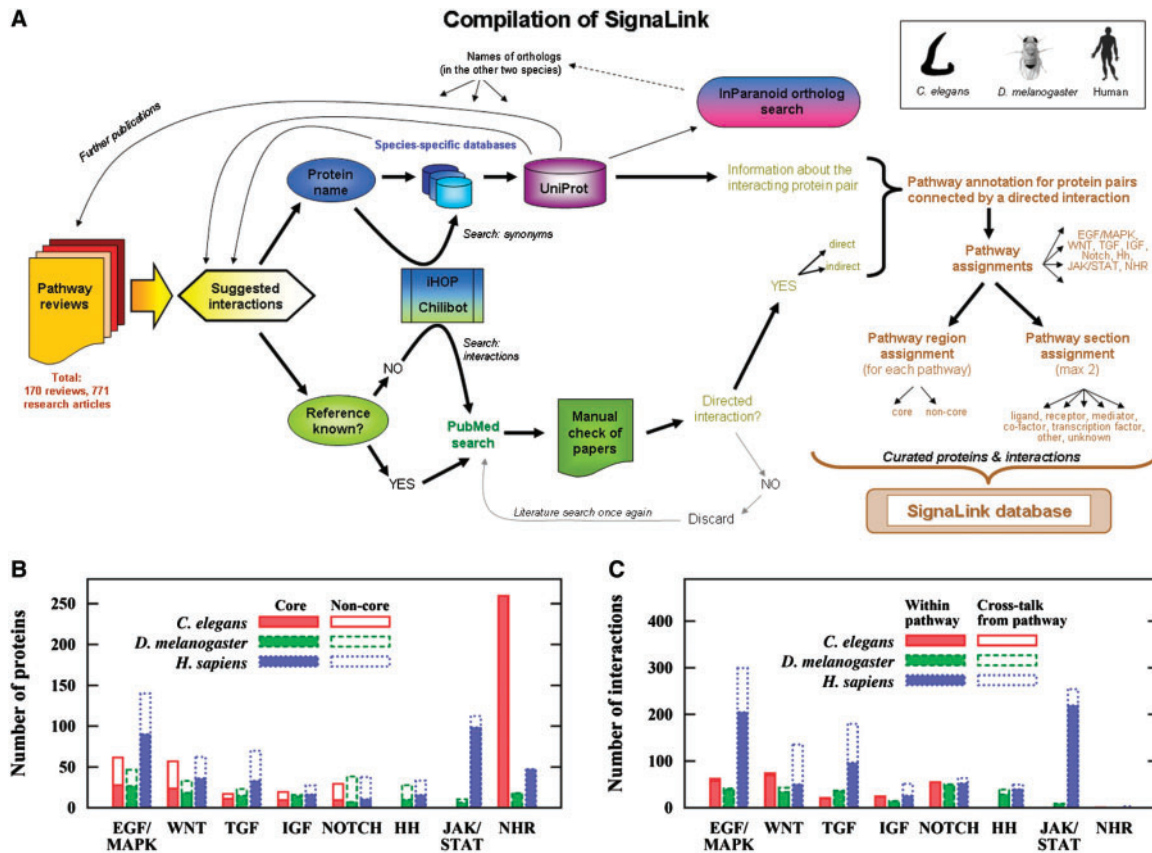 A
Compilation of SignaLink
Names of orthologs
(in the other two species)
InParanoid ortholog
search
C. elegans
D. melanogaster
Human
Further publications
Species-specific databases
Protein
name
UniProt
Information about the
interacting protein pair
Pathway annotation for protein pairs
connected by a directed interaction
Search: synonyms
direct
indirect
YES
Pathway
assignments
EGF/MAPK,
WNT, TGF, IGF,
Notch, Hh,
JAK/STAT, NHR
Pathway
reviews
Suggested
interactions
iHOP
Chilibot
Search:
interactions
NO
Pathway region
assignment
(for each pathway)
Pathway section
assignment
(max 2)
Total:
170 reviews, 771
research articles
Reference
known?
PubMed
search
Manual
check of
papers
Directed
interaction?
core
non-core
ligand, receptor, mediator,
co-factor, transcription factor,
other, unknown
YES
NO
Literature search once again
Discard
Curated proteins & interactions
SignaLink database
B
Number of proteins
250
200
150
100
50
0
Core
Non-core
C. elegans
D. melanogaster
H. sapiens
EGF/
MAPK
WNT
TGF
IGF
NOTCH
HH
JAK/
STAT
NHR
C
Number of interactions
400
300
200
100
0
Within
pathway
Cross-talk
from pathway
C. elegans
D. melanogaster
H. sapiens
EGF/
MAPK
WNT
TGF
IGF
NOTCH
HH
JAK/
STAT
NHR